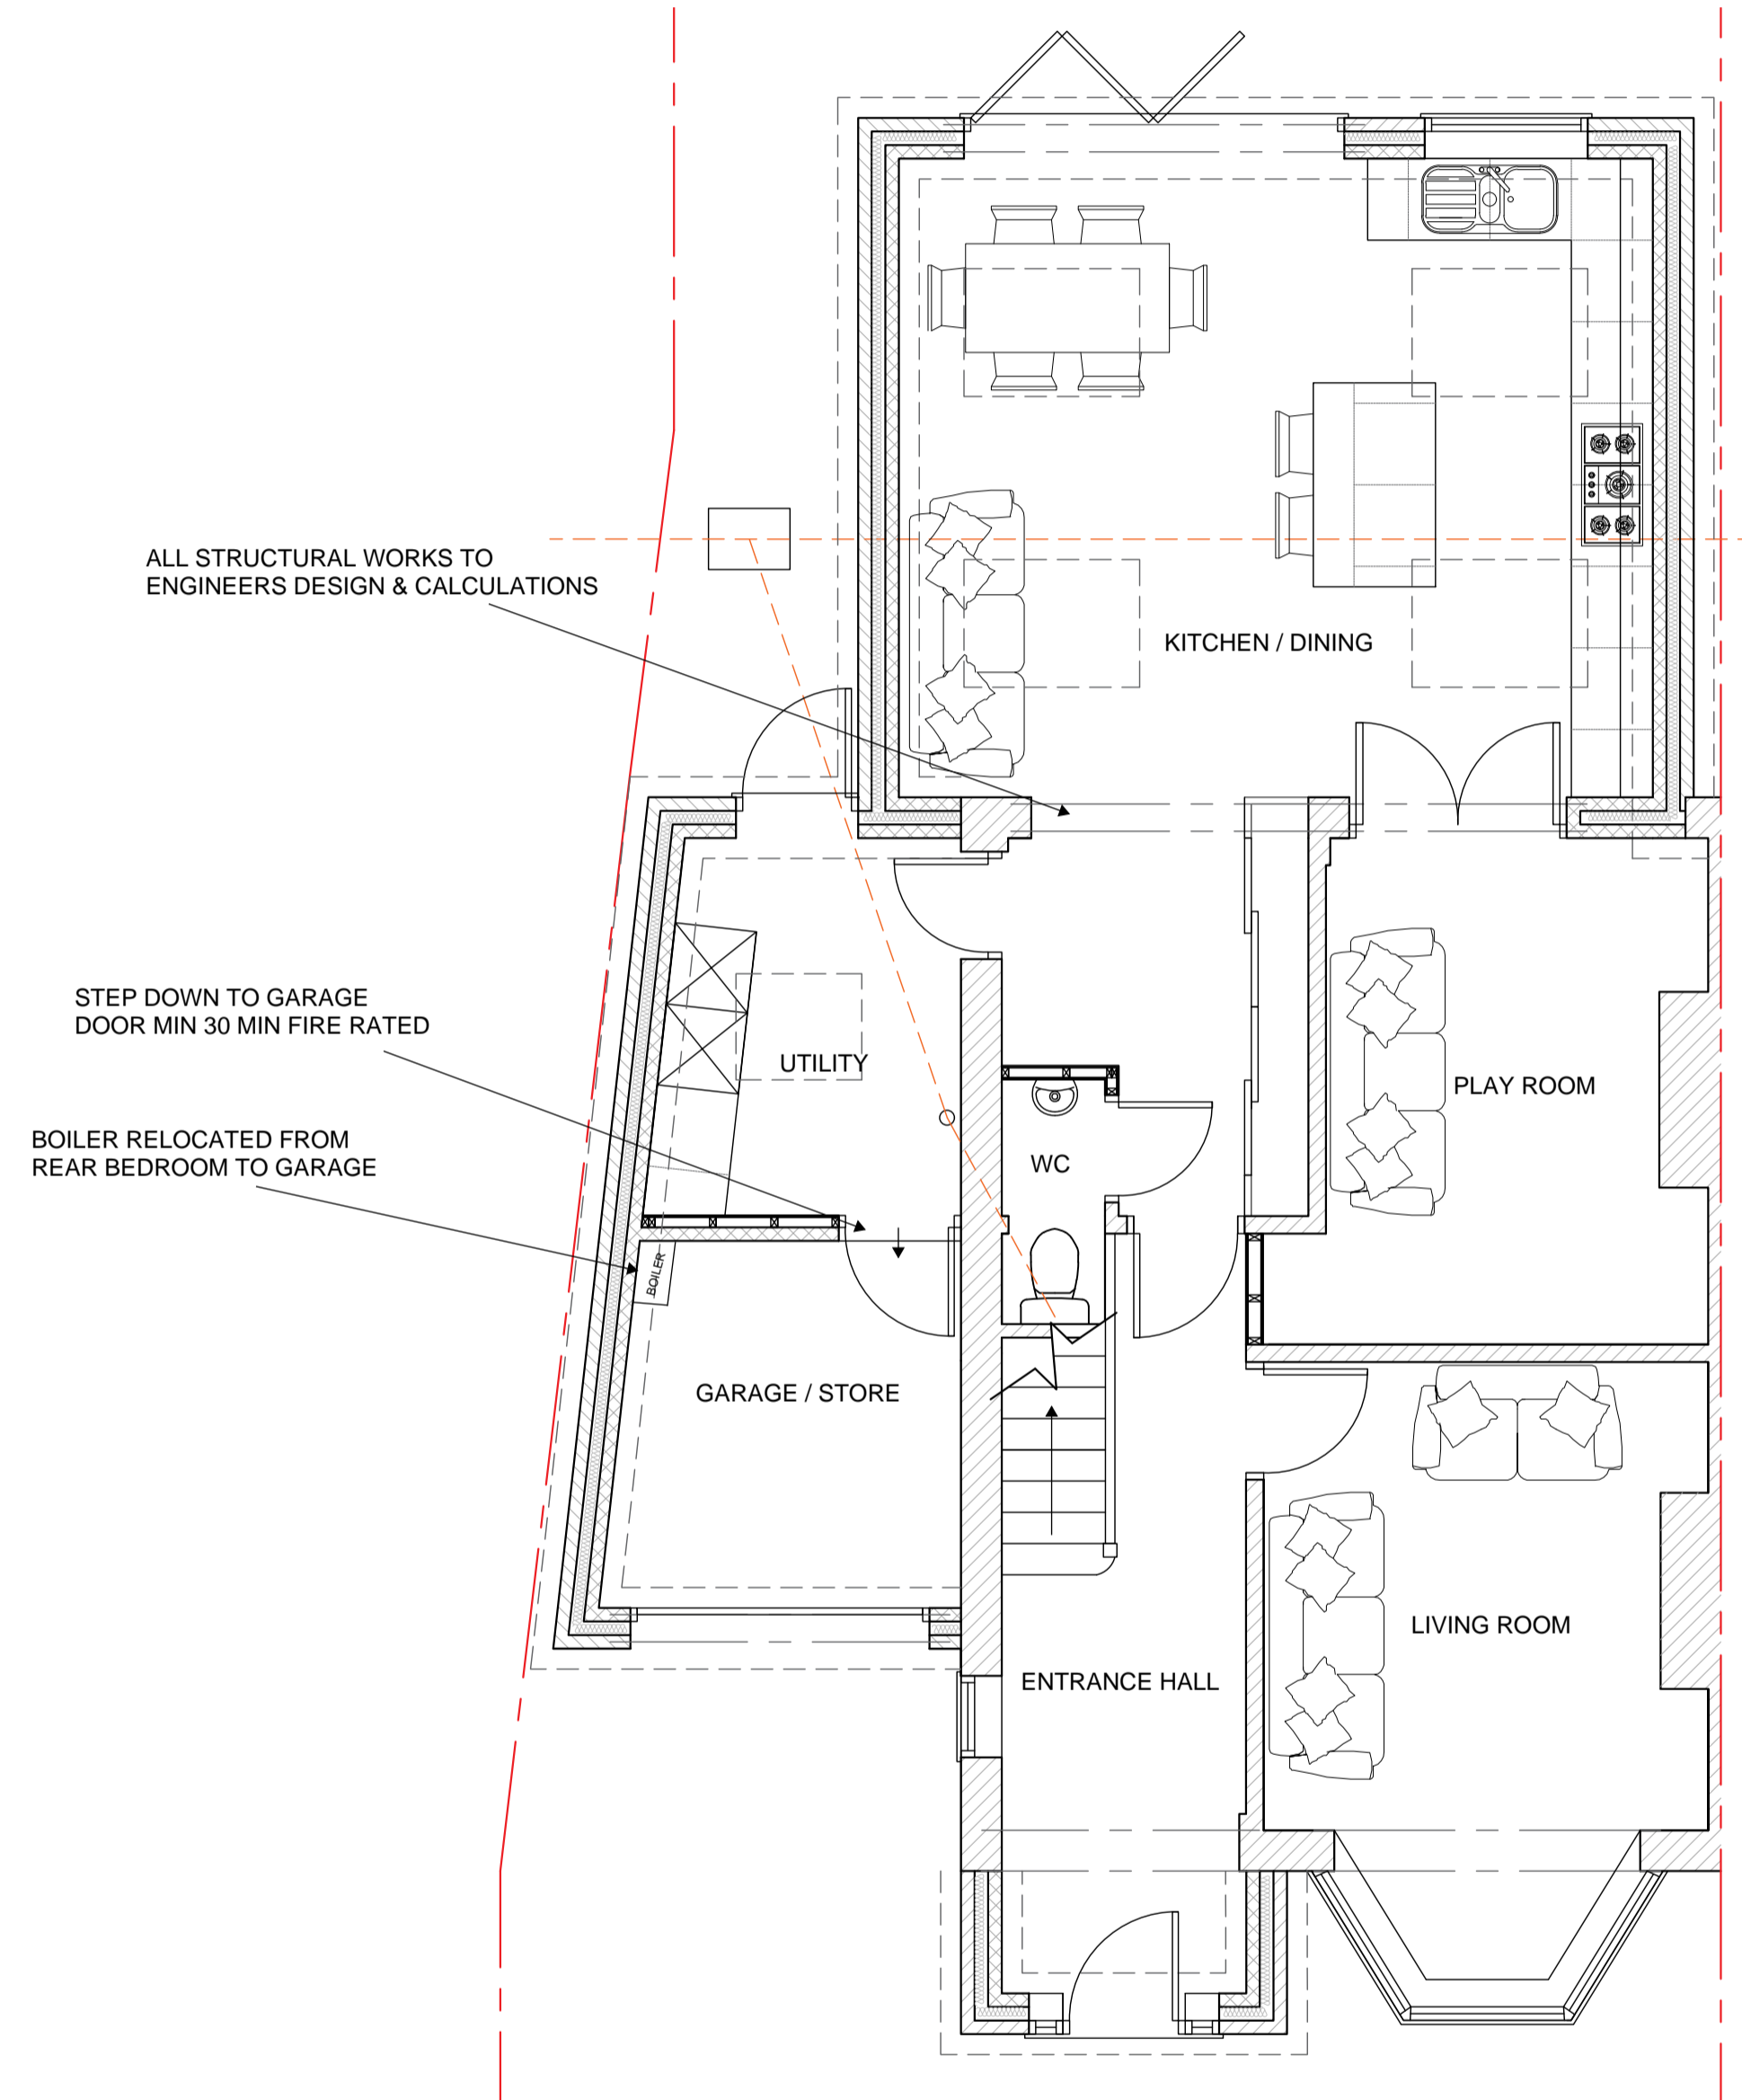 ALL STRUCTURAL WORKS TO
ENGINEERS DESIGN & CALCULATIONS
KITCHEN / DINING
STEP DOWN TO GARAGE
DOOR MIN 30 MIN FIRE RATED
UTILITY
PLAY ROOM
BOILER RELOCATED FROM
REAR BEDROOM TO GARAGE
WC
BOILER
GARAGE / STORE
LIVING ROOM
ENTRANCE HALL